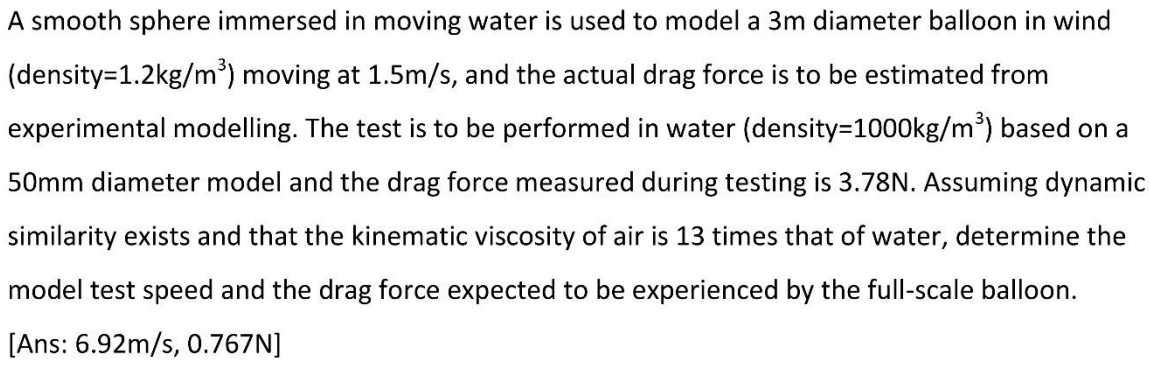 A smooth sphere immersed in moving water is used to model a 3m diameter balloon in wind
(density=1.2kg/m³) moving at 1.5m/s, and the actual drag force is to be estimated from
experimental modelling. The test is to be performed in water (density=1000kg/m³) based on a
50mm diameter model and the drag force measured during testing is 3.78N. Assuming dynamic
similarity exists and that the kinematic viscosity of air is 13 times that of water, determine the
model test speed and the drag force expected to be experienced by the full-scale balloon.
[Ans: 6.92m/s, 0.767N]